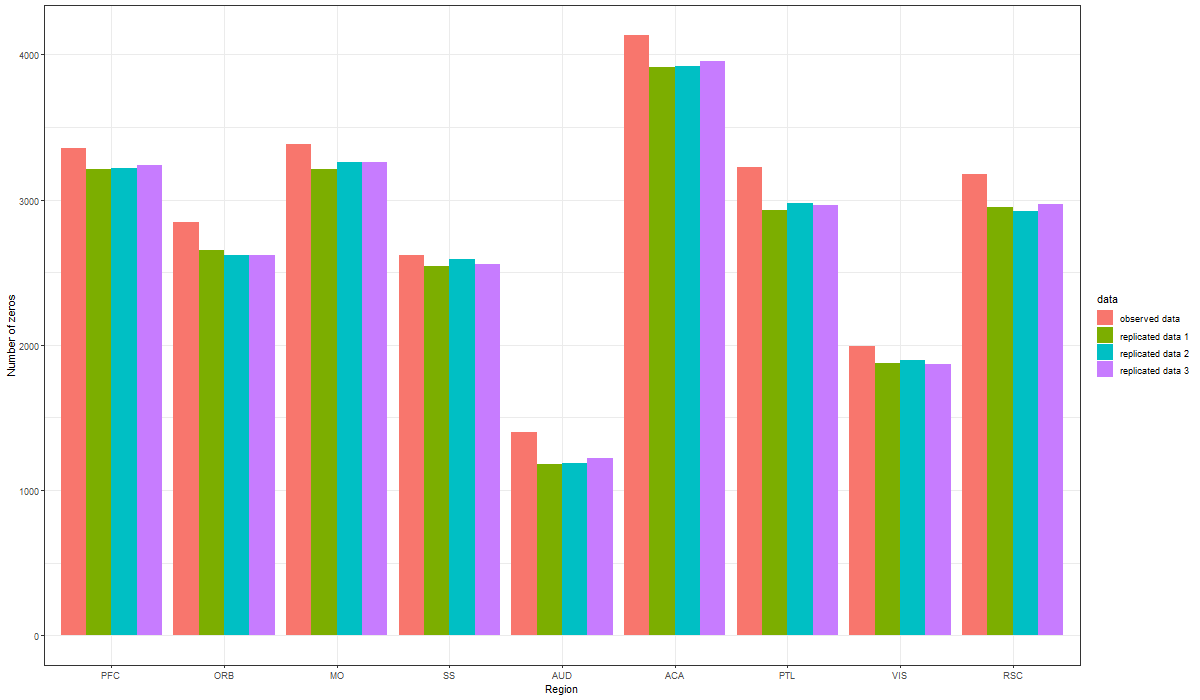 Number of zeros
4000
3000
2000
1000
0
PFC ORB MO SS AUD ACA PTL VIS RSC
Region
data
observed data
replicated data 1
replicated data 2
replicated data 3